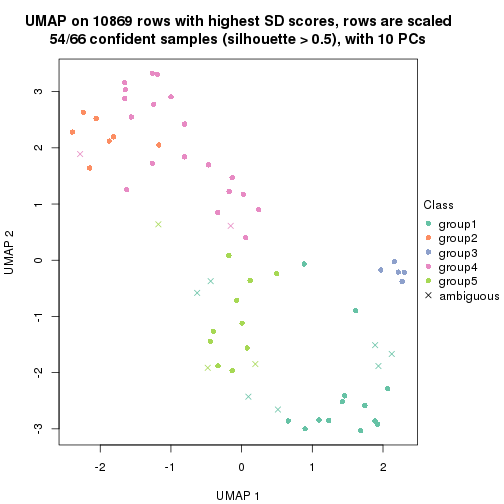 UMAP on 10869 rows with highest SD scores, rows are scaled
54/66 confident samples (silhouette > 0.5), with 10 PCs
3
2
1
0
-1
-2
-3
UMAP 2
-2
-1
0
1
2
UMAP 1
Class
group1
group2
group3
group4
group5
ambiguous